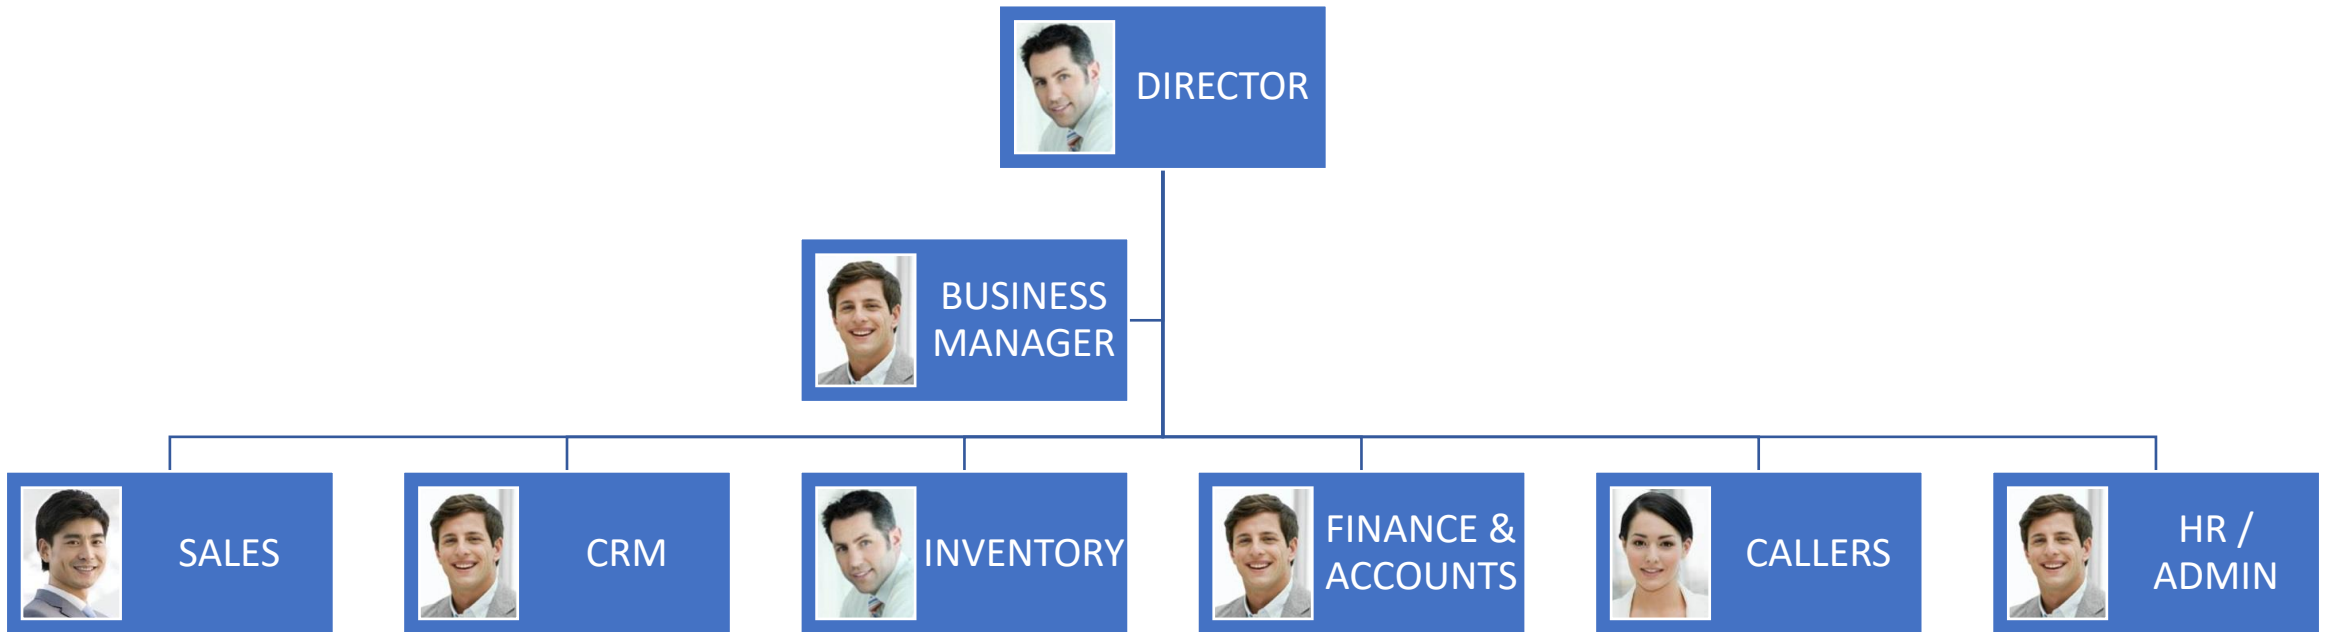 DIRECTOR
BUSINESS
MANAGER
SALES
CRM
INVENTORY
FINANCE &
ACCOUNTS
CALLERS
HR /
ADMIN